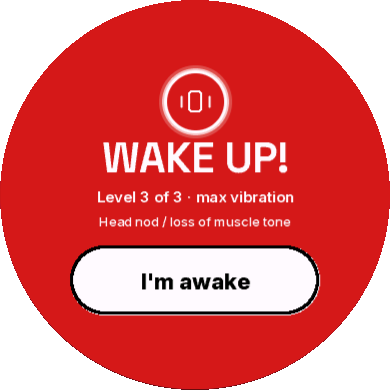 WAKE UP!
Level 3 of 3 · max vibration
Head nod / loss of muscle tone
I'm awake